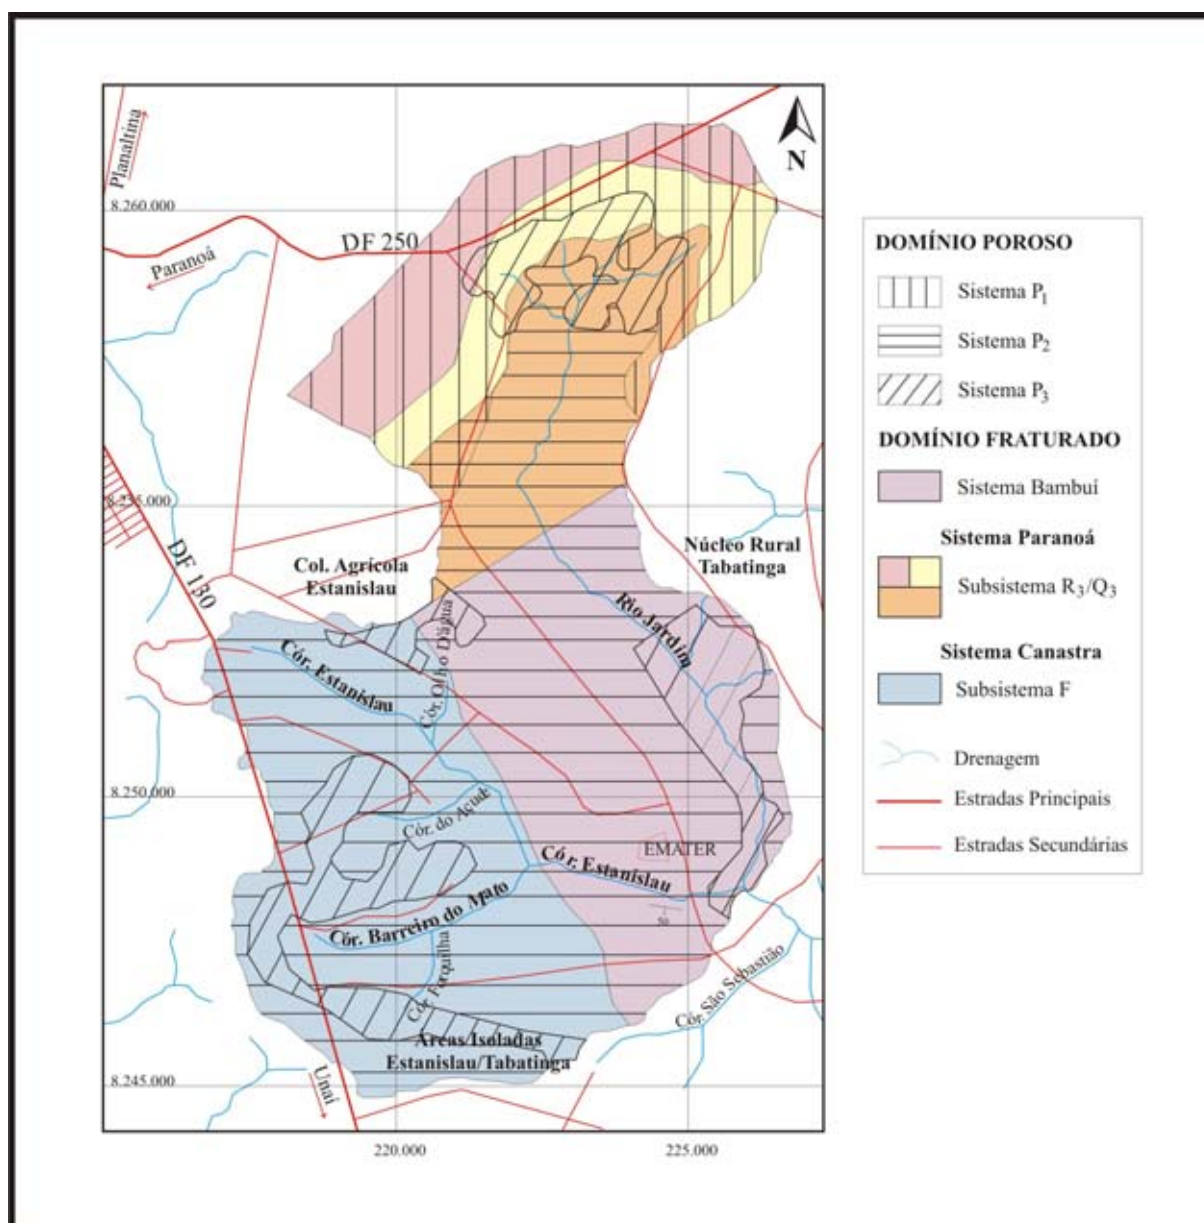 Planaltina
N
8.260.000
DF 250
Paranoá
8.255.000
DF 130
Col. Agrícola
Estanislau
Núcleo Rural
Tabatinga
Rio Jardim
Cór. Estanislau
Cór. Olho D'água
8.250.000
Cór. do Açude
EMATER
Cór. Estanislau
Cór. Barreiro do Mato
Cór. Forquilha
Cór. São Sebastião
Áreas Isoladas
Estanislau/Tabatinga
8.245.000
Unaí
220.000
225.000
DOMÍNIO POROSO
Sistema P1
Sistema P2
Sistema P3
DOMÍNIO FRATURADO
Sistema Bambuí
Sistema Paranoá
Subsistema R3/Q3
Sistema Canastra
Subsistema F
Drenagem
Estradas Principais
Estradas Secundárias